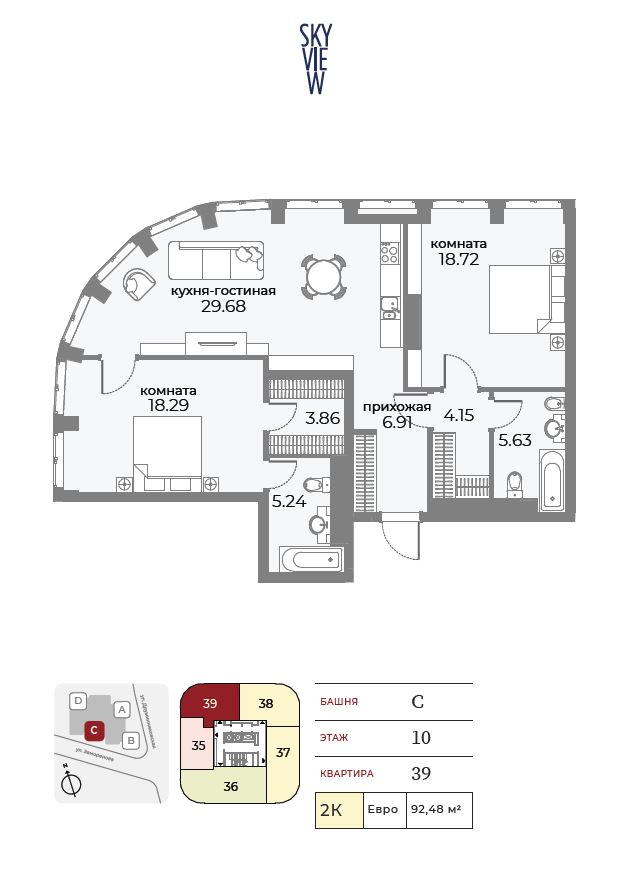 SKY
VIE
W
комната
18.72
кухня-гостиная
29.68
комната
18.29
3.86
прихожая
6.91
4.15
5.63
5.24
D
A
C
B
ул. Заморенова
N
39
38
35
37
36
БАШНЯ C
ЭТАЖ 10
КВАРТИРА 39
2К Евро 92,48 м²